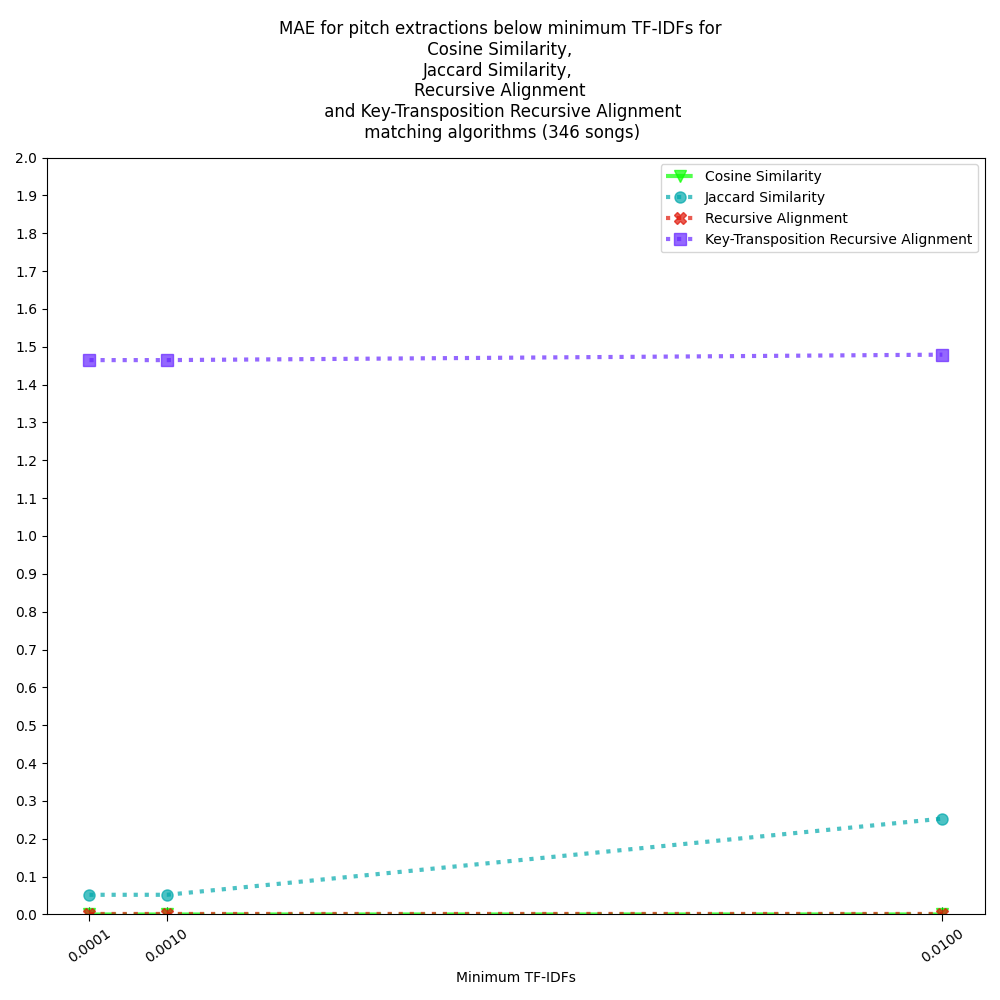 MAE for pitch extractions below minimum TF-IDFs for
Cosine Similarity,
Jaccard Similarity,
Recursive Alignment
and Key-Transposition Recursive Alignment
matching algorithms (346 songs)
Cosine Similarity
Jaccard Similarity
Recursive Alignment
Key-Transposition Recursive Alignment
2.0
1.9
1.8
1.7
1.6
1.5
1.4
1.3
1.2
1.1
1.0
0.9
0.8
0.7
0.6
0.5
0.4
0.3
0.2
0.1
0.0
0.0001
0.0010
0.0100
Minimum TF-IDFs